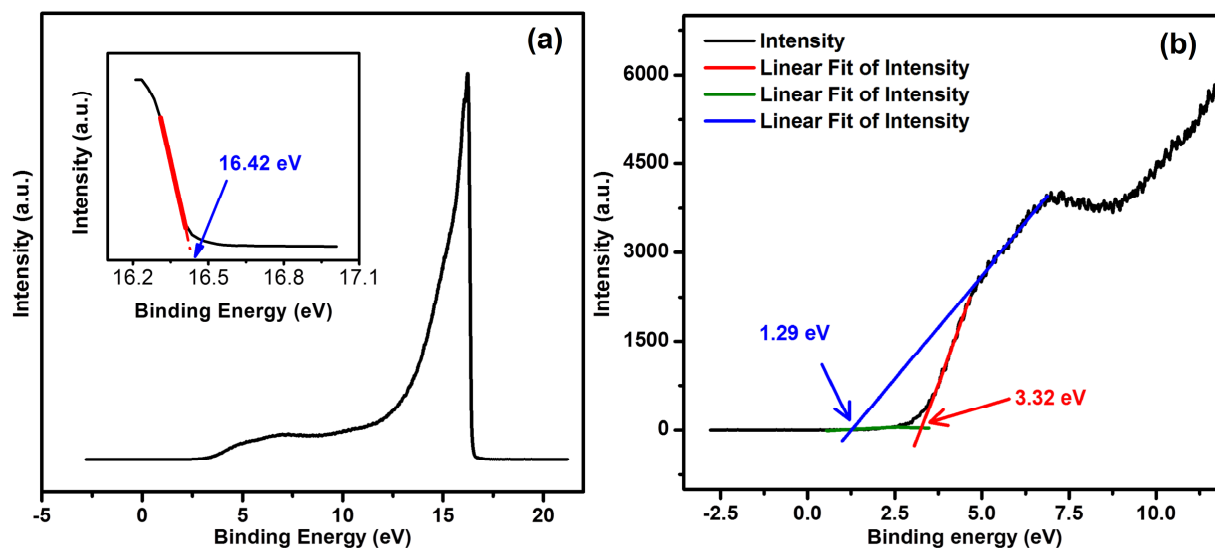 (a)
16.42 eV
Intensity (a.u.)
16.2 16.5 16.8 17.1
Binding Energy (eV)
Intensity (a.u.)
-5 0 5 10 15 20
Binding Energy (eV)
(b)
Intensity
Linear Fit of Intensity
Linear Fit of Intensity
Linear Fit of Intensity
6000
4500
3000
1500
0
Intensity (a.u.)
1.29 eV
3.32 eV
-2.5 0.0 2.5 5.0 7.5 10.0
Binding energy (eV)